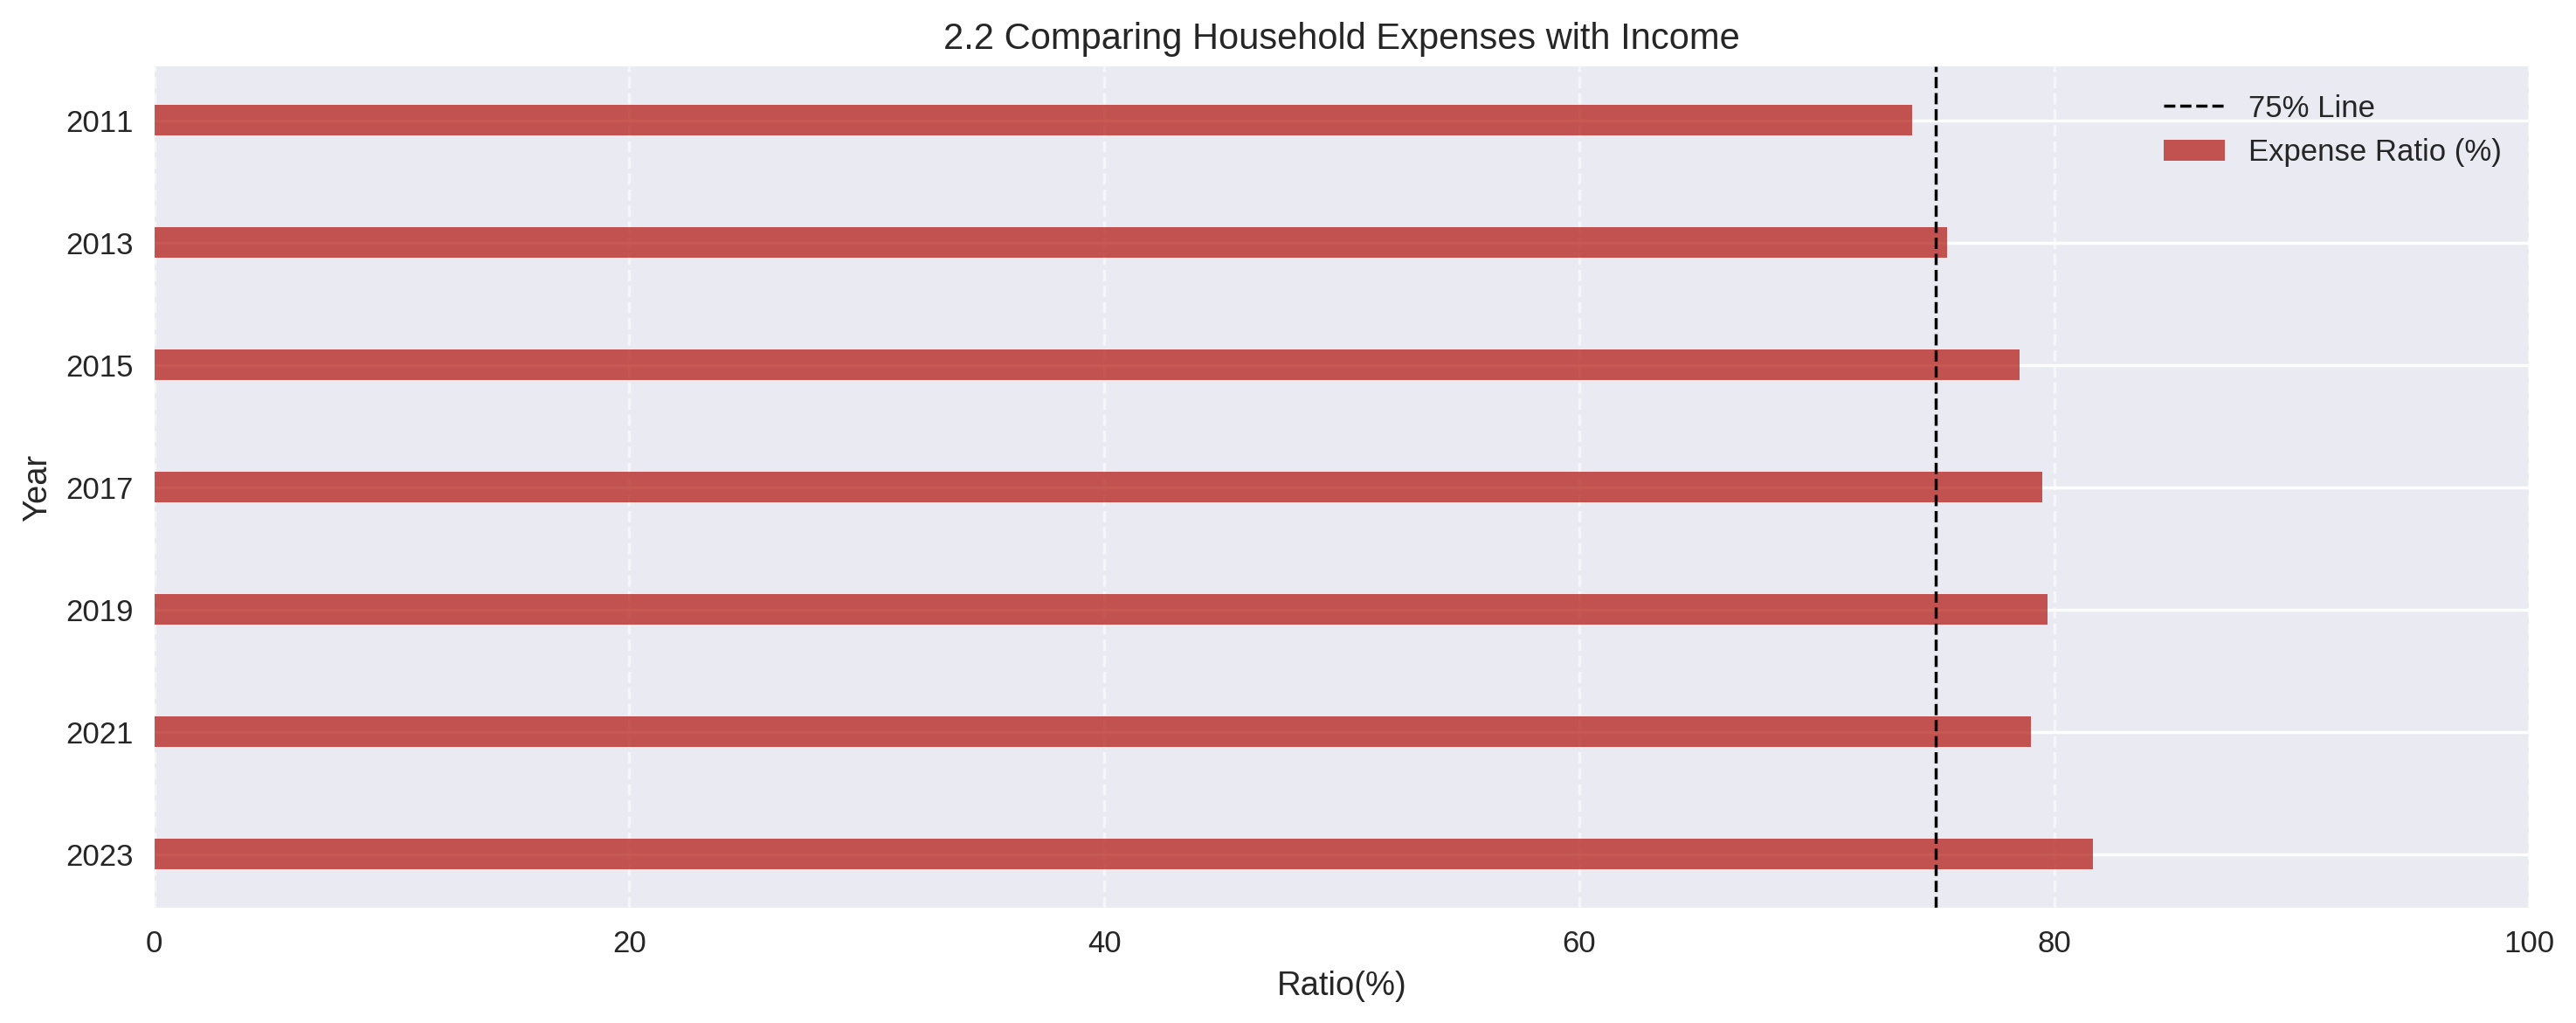 2.2 Comparing Household Expenses with Income
75% Line
Expense Ratio (%)
2011
2013
2015
2017
2019
2021
2023
Year
0 20 40 60 80 100
Ratio(%)